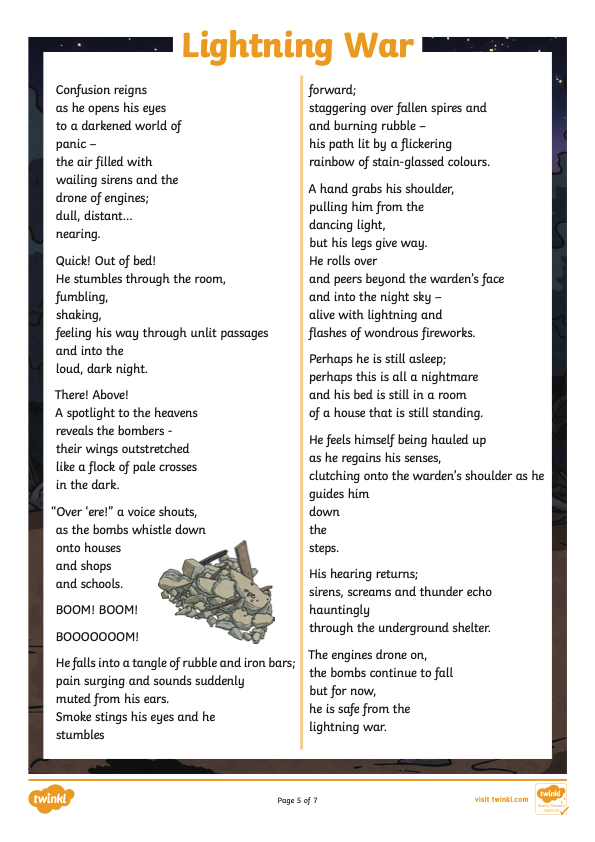 Lightning War
Confusion reigns
as he opens his eyes
to a darkened world of
panic –
the air filled with
wailing sirens and the
drone of engines;
dull, distant...
nearing.
Quick! Out of bed!
He stumbles through the room,
fumbling,
shaking,
feeling his way through unlit passages
and into the
loud, dark night.
There! Above!
A spotlight to the heavens
reveals the bombers -
their wings outstretched
like a flock of pale crosses
in the dark.
“Over ‘ere!” a voice shouts,
as the bombs whistle down
onto houses
and shops
and schools.
BOOM! BOOM!
BOOOOOOOM!
He falls into a tangle of rubble and iron bars;
pain surging and sounds suddenly
muted from his ears.
Smoke stings his eyes and he
stumbles
forward;
staggering over fallen spires and
and burning rubble –
his path lit by a flickering
rainbow of stain-glassed colours.
A hand grabs his shoulder,
pulling him from the
dancing light,
but his legs give way.
He rolls over
and peers beyond the warden’s face
and into the night sky –
alive with lightning and
flashes of wondrous fireworks.
Perhaps he is still asleep;
perhaps this is all a nightmare
and his bed is still in a room
of a house that is still standing.
He feels himself being hauled up
as he regains his senses,
clutching onto the warden’s shoulder as he
guides him
down
the
steps.
His hearing returns;
sirens, screams and thunder echo
hauntingly
through the underground shelter.
The engines drone on,
the bombs continue to fall
but for now,
he is safe from the
lightning war.
twinkl
Page 5 of 7
visit twinkl.com
twinkl